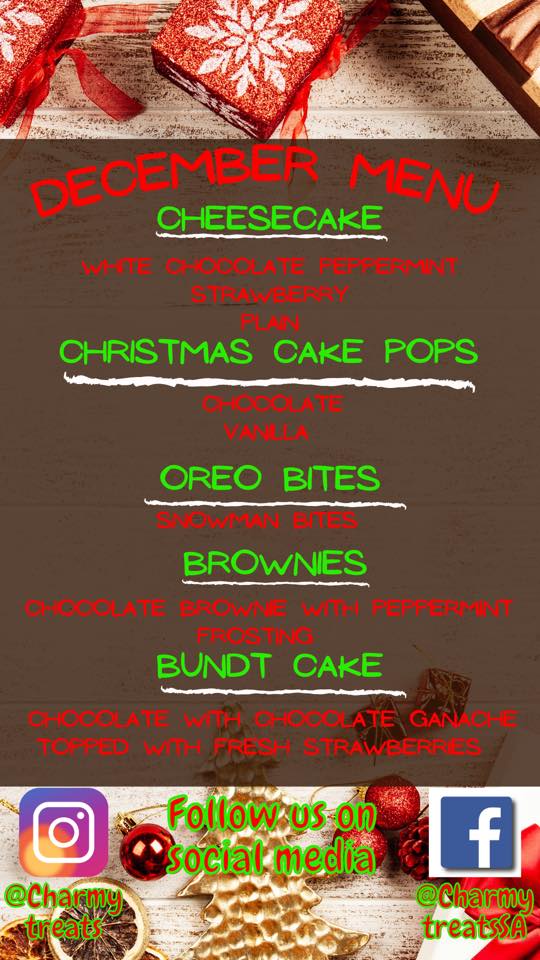 DECEMBER MENU
CHEESECAKE
WHITE CHOCOLATE PEPPERMINT
STRAWBERRY
PLAIN
CHRISTMAS CAKE POPS
CHOCOLATE
VANILLA
OREO BITES
SNOWMAN BITES
BROWNIES
CHOCOLATE BROWNIE WITH PEPPERMINT
FROSTING
BUNDT CAKE
CHOCOLATE WITH CHOCOLATE GANACHE
TOPPED WITH FRESH STRAWBERRIES
Follow us on
social media
@Charmy
treats
@Charmy
treatsSA